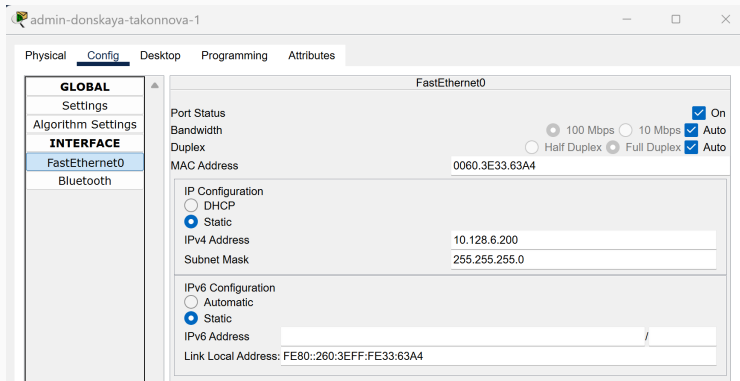 admin-donskaya-takonnova-1
Physical Config Desktop Programming Attributes
GLOBAL
Settings
Algorithm Settings
INTERFACE
FastEthernet0
Bluetooth
FastEthernet0
Port Status On
Bandwidth 100 Mbps 10 Mbps Auto
Duplex Half Duplex Full Duplex Auto
MAC Address 0060.3E33.63A4
IP Configuration
DHCP
Static
IPv4 Address 10.128.6.200
Subnet Mask 255.255.255.0
IPv6 Configuration
Automatic
Static
IPv6 Address /
Link Local Address: FE80::260:3EFF:FE33:63A4